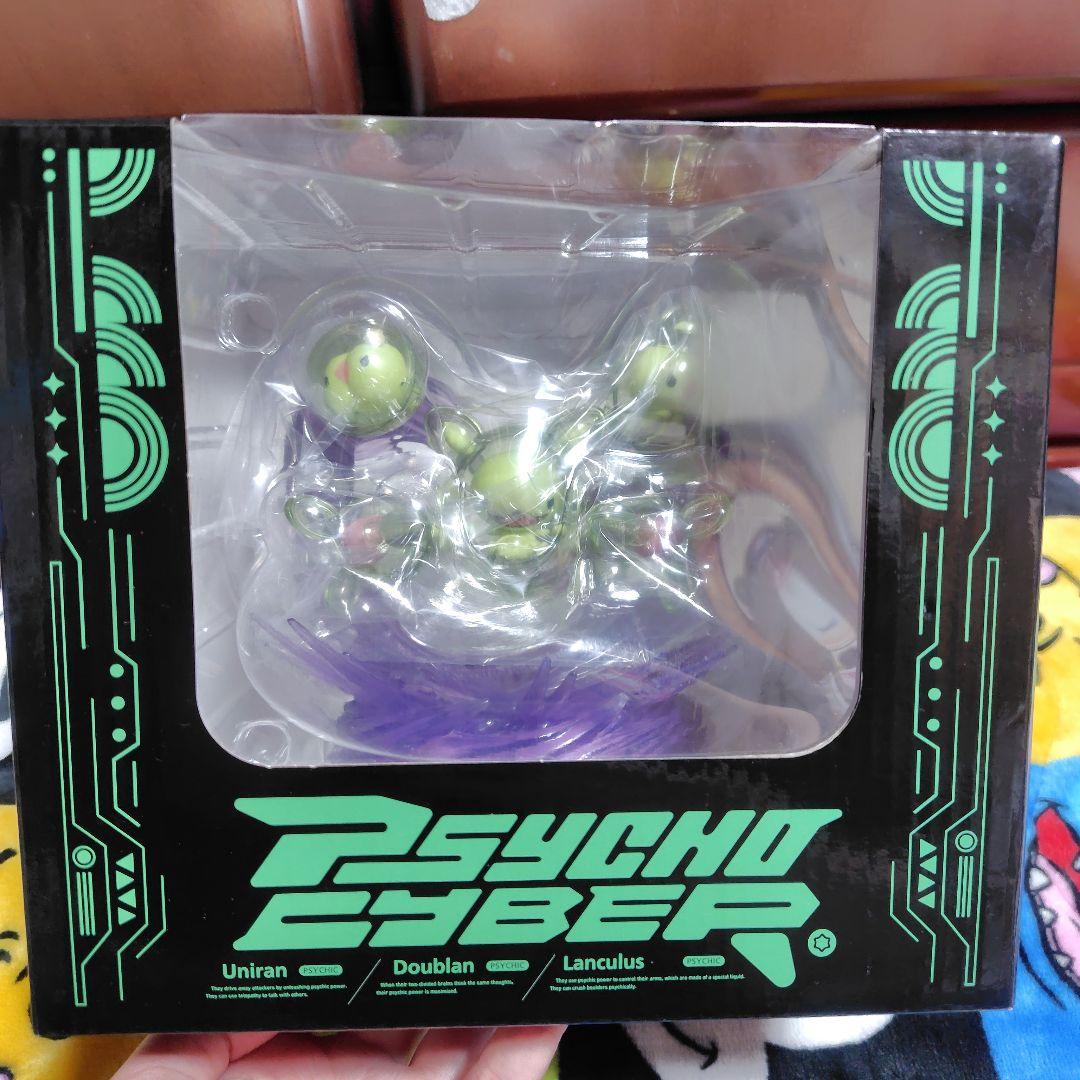 PSYCHO
CYBER
Uniran PSYCHIC
They drive away attackers by unleashing psychic power.
They can use telepathy to talk with others.
Doublan PSYCHIC
When their two divided brains think the same thoughts,
their psychic power is maximized.
Lanculus PSYCHIC
They use psychic power to control their arms, which are made of a special liquid.
They can crush boulders psychically.